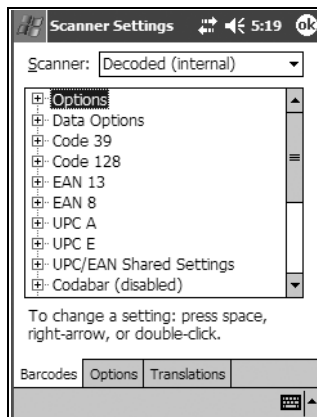 Scanner Settings 5:19 ok
Scanner: Decoded (internal)
Options
Data Options
Code 39
Code 128
EAN 13
EAN 8
UPC A
UPC E
UPC/EAN Shared Settings
Codabar (disabled)
To change a setting: press space,
right-arrow, or double-click.
Barcodes Options Translations